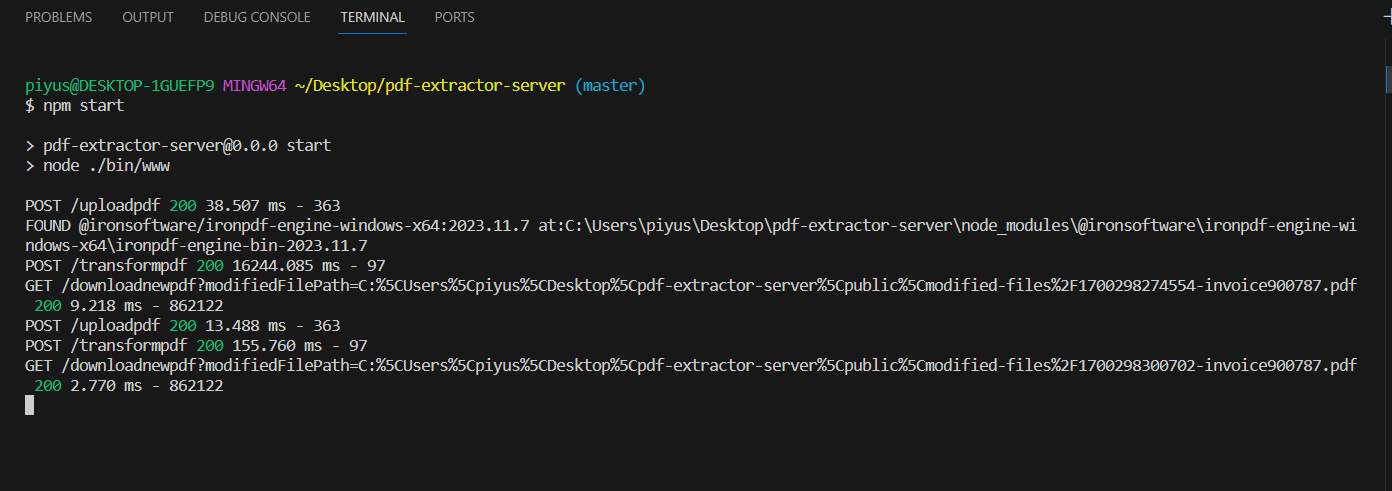 PROBLEMS OUTPUT DEBUG CONSOLE TERMINAL PORTS
piyus@DESKTOP-1GUEFP9 MINGW64 ~/Desktop/pdf-extractor-server (master)
$ npm start
> pdf-extractor-server@0.0.0 start
> node ./bin/www
POST /uploadpdf 200 38.507 ms - 363
FOUND @ironsoftware/ironpdf-engine-windows-x64:2023.11.7 at:C:\Users\piyus\Desktop\pdf-extractor-server\node_modules\@ironsoftware\ironpdf-engine-wi
ndows-x64\ironpdf-engine-bin-2023.11.7
POST /transformpdf 200 16244.085 ms - 97
GET /downloadnewpdf?modifiedFilePath=C:%5CUsers%5Cpiyus%5CDesktop%5Cpdf-extractor-server%5Cpublic%5Cmodified-files%2F1700298274554-invoice900787.pdf
200 9.218 ms - 862122
POST /uploadpdf 200 13.488 ms - 363
POST /transformpdf 200 155.760 ms - 97
GET /downloadnewpdf?modifiedFilePath=C:%5CUsers%5Cpiyus%5CDesktop%5Cpdf-extractor-server%5Cpublic%5Cmodified-files%2F1700298300702-invoice900787.pdf
200 2.770 ms - 862122